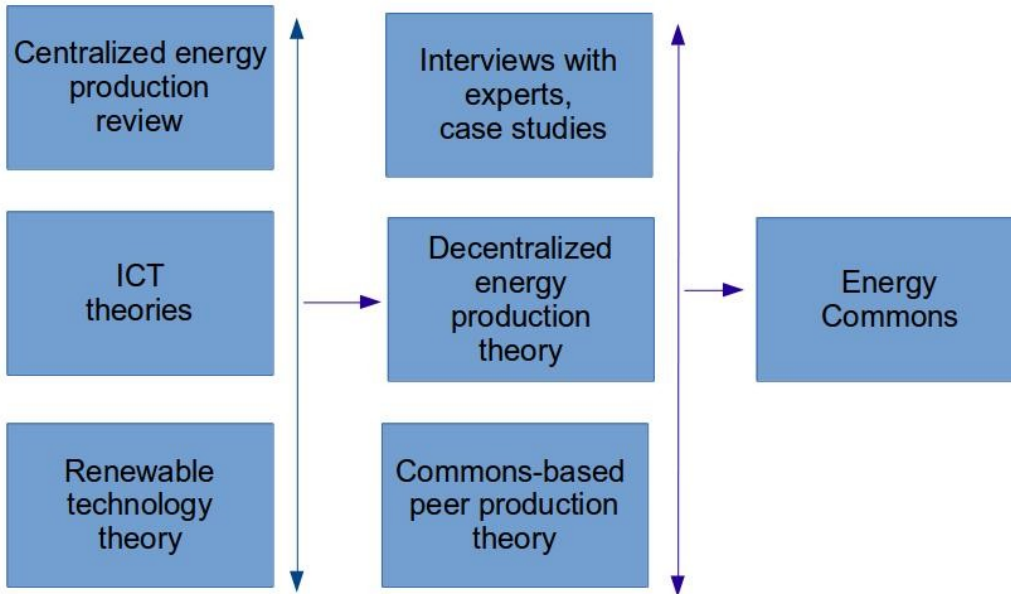 Centralized energy
production
review
ICT
theories
Renewable
technology
theory
Interviews with
experts,
case studies
Decentralized
energy
production
theory
Commons-based
peer production
theory
Energy
Commons